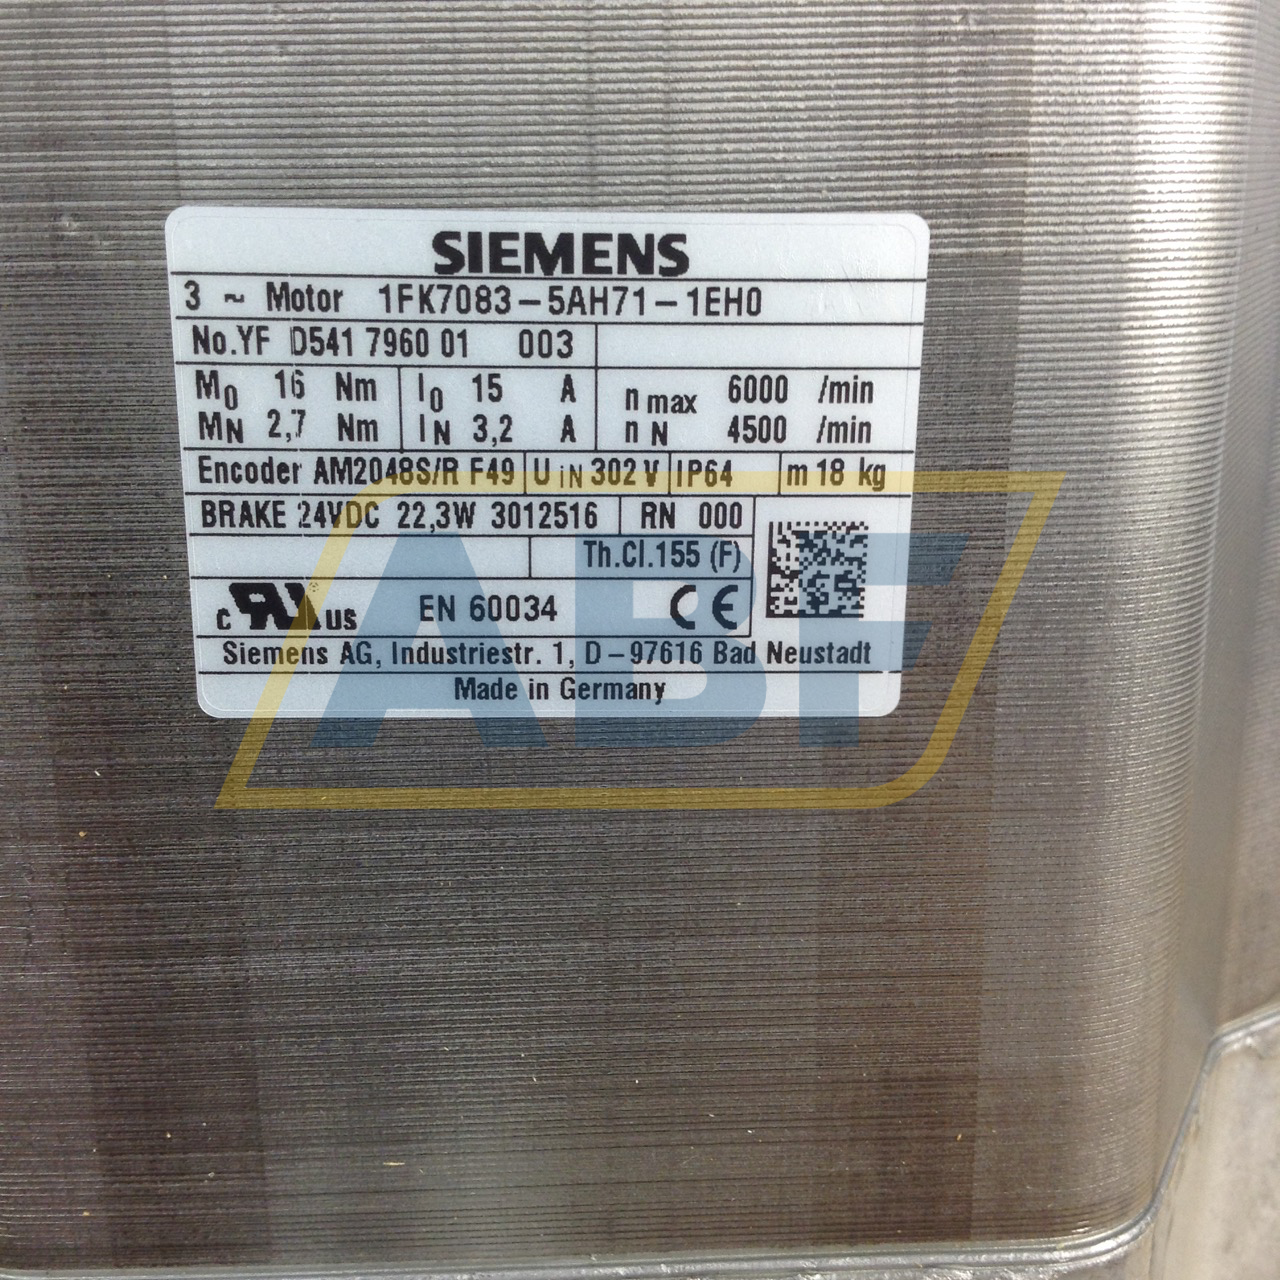 SIEMENS
3 ~ Motor 1FK7083-5AH71-1EH0
No.YF D541 7960 01 003
M0 16 Nm I0 15 A n max 6000 /min
MN 2,7 Nm IN 3,2 A n N 4500 /min
Encoder AM2048S/R F49 U iN 302 V IP64 m 18 kg
BRAKE 24VDC 22,3W 3012516 RN 000
Th.Cl.155 (F)
c RU US EN 60034 CE
Siemens AG, Industriestr. 1, D-97616 Bad Neustadt
Made in Germany
ABF